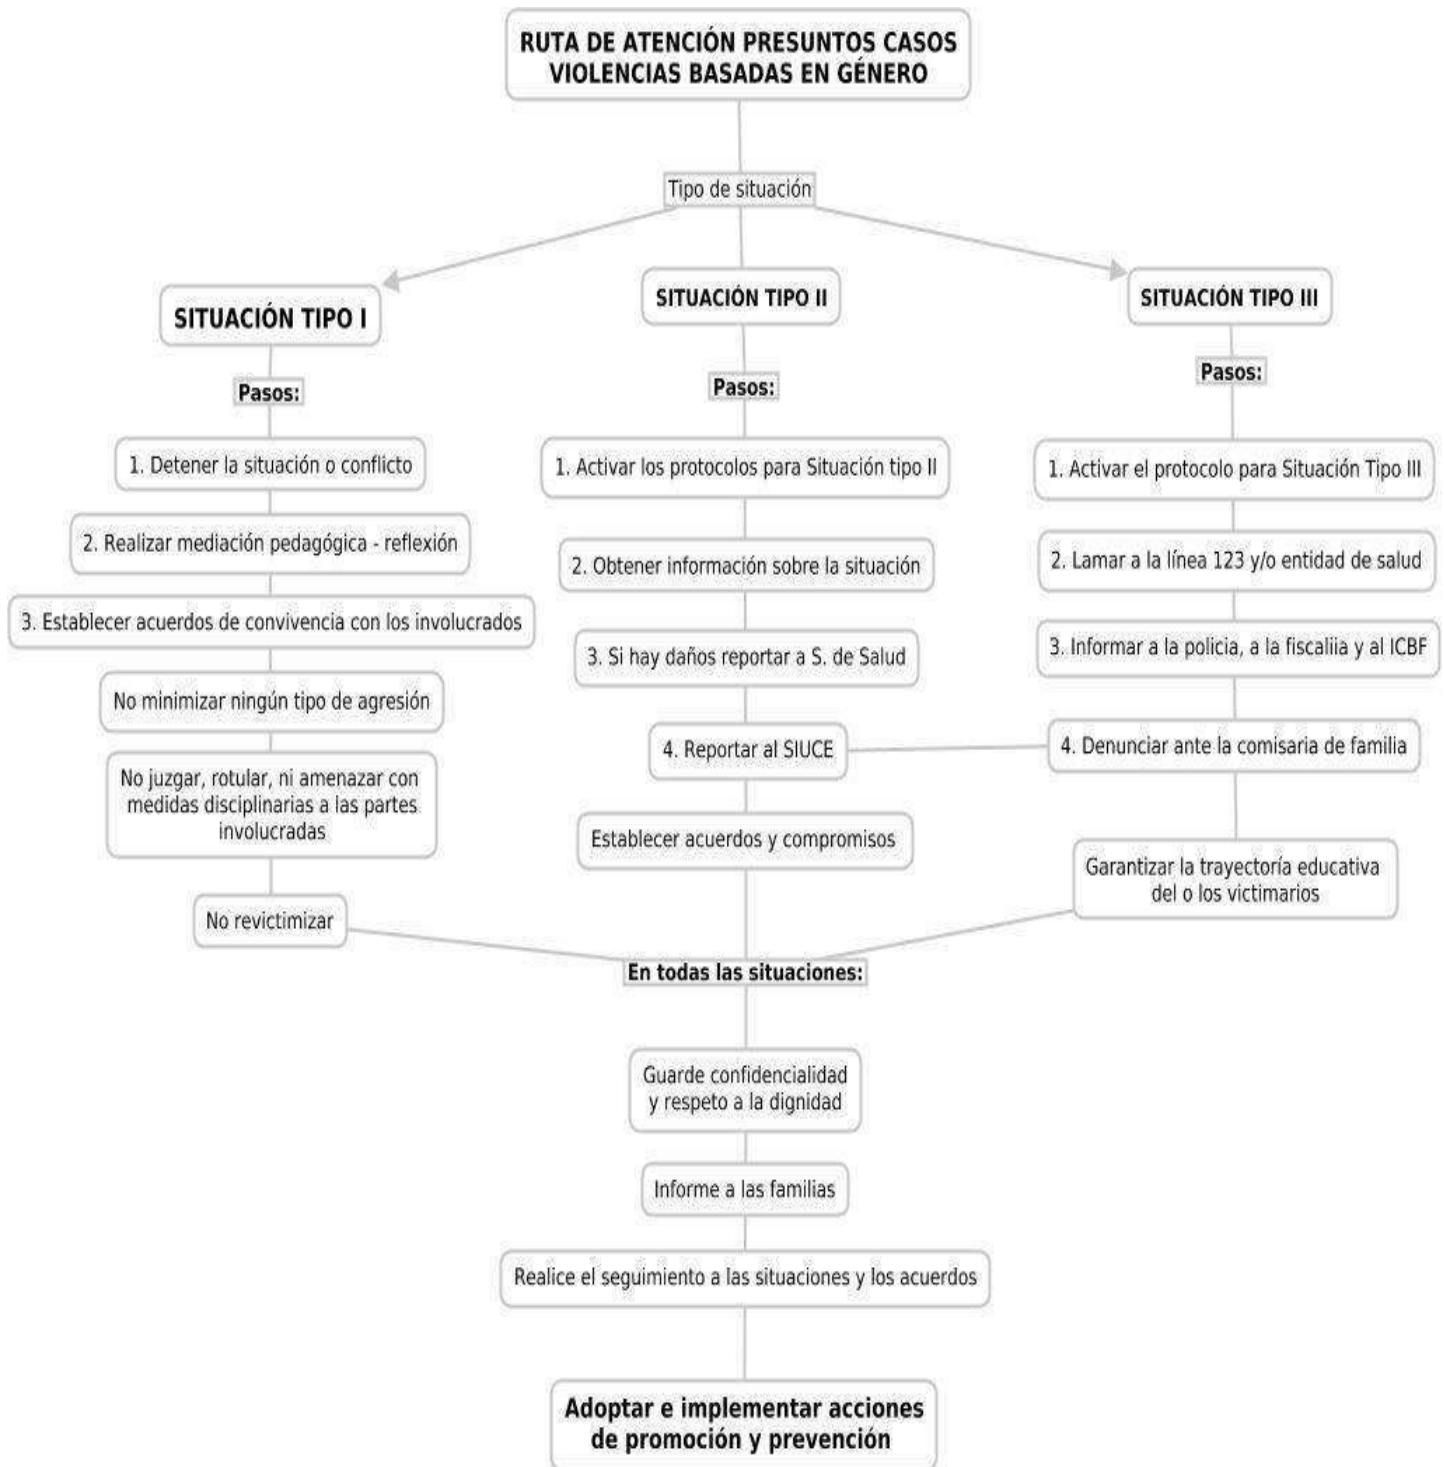 RUTA DE ATENCIÓN PRESUNTOS CASOS
VIOLENCIAS BASADAS EN GÉNERO
Tipo de situación
SITUACIÓN TIPO I
Pasos:
1. Detener la situación o conflicto
2. Realizar mediación pedagógica - reflexión
3. Establecer acuerdos de convivencia con los involucrados
No minimizar ningún tipo de agresión
No juzgar, rotular, ni amenazar con
medidas disciplinarias a las partes
involucradas
No revictimizar
SITUACIÓN TIPO II
Pasos:
1. Activar los protocolos para Situación tipo II
2. Obtener información sobre la situación
3. Si hay daños reportar a S. de Salud
4. Reportar al SIUCE
Establecer acuerdos y compromisos
SITUACIÓN TIPO III
Pasos:
1. Activar el protocolo para Situación Tipo III
2. Lamar a la línea 123 y/o entidad de salud
3. Informar a la policia, a la fiscaliia y al ICBF
4. Denunciar ante la comisaria de familia
Garantizar la trayectoría educativa
del o los victimarios
En todas las situaciones:
Guarde confidencialidad
y respeto a la dignidad
Informe a las familias
Realice el seguimiento a las situaciones y los acuerdos
Adoptar e implementar acciones
de promoción y prevención